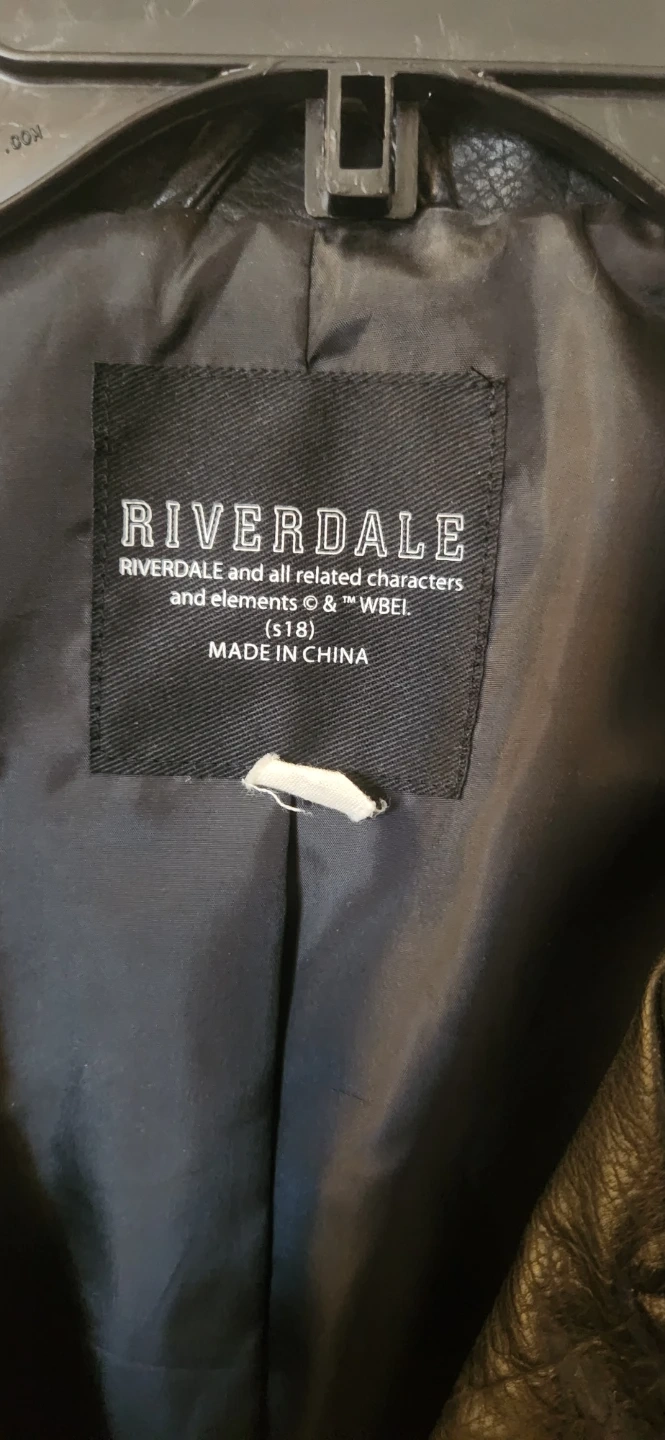 RIVERDALE
RIVERDALE and all related characters
and elements © & ™ WBEI.
(s18)
MADE IN CHINA